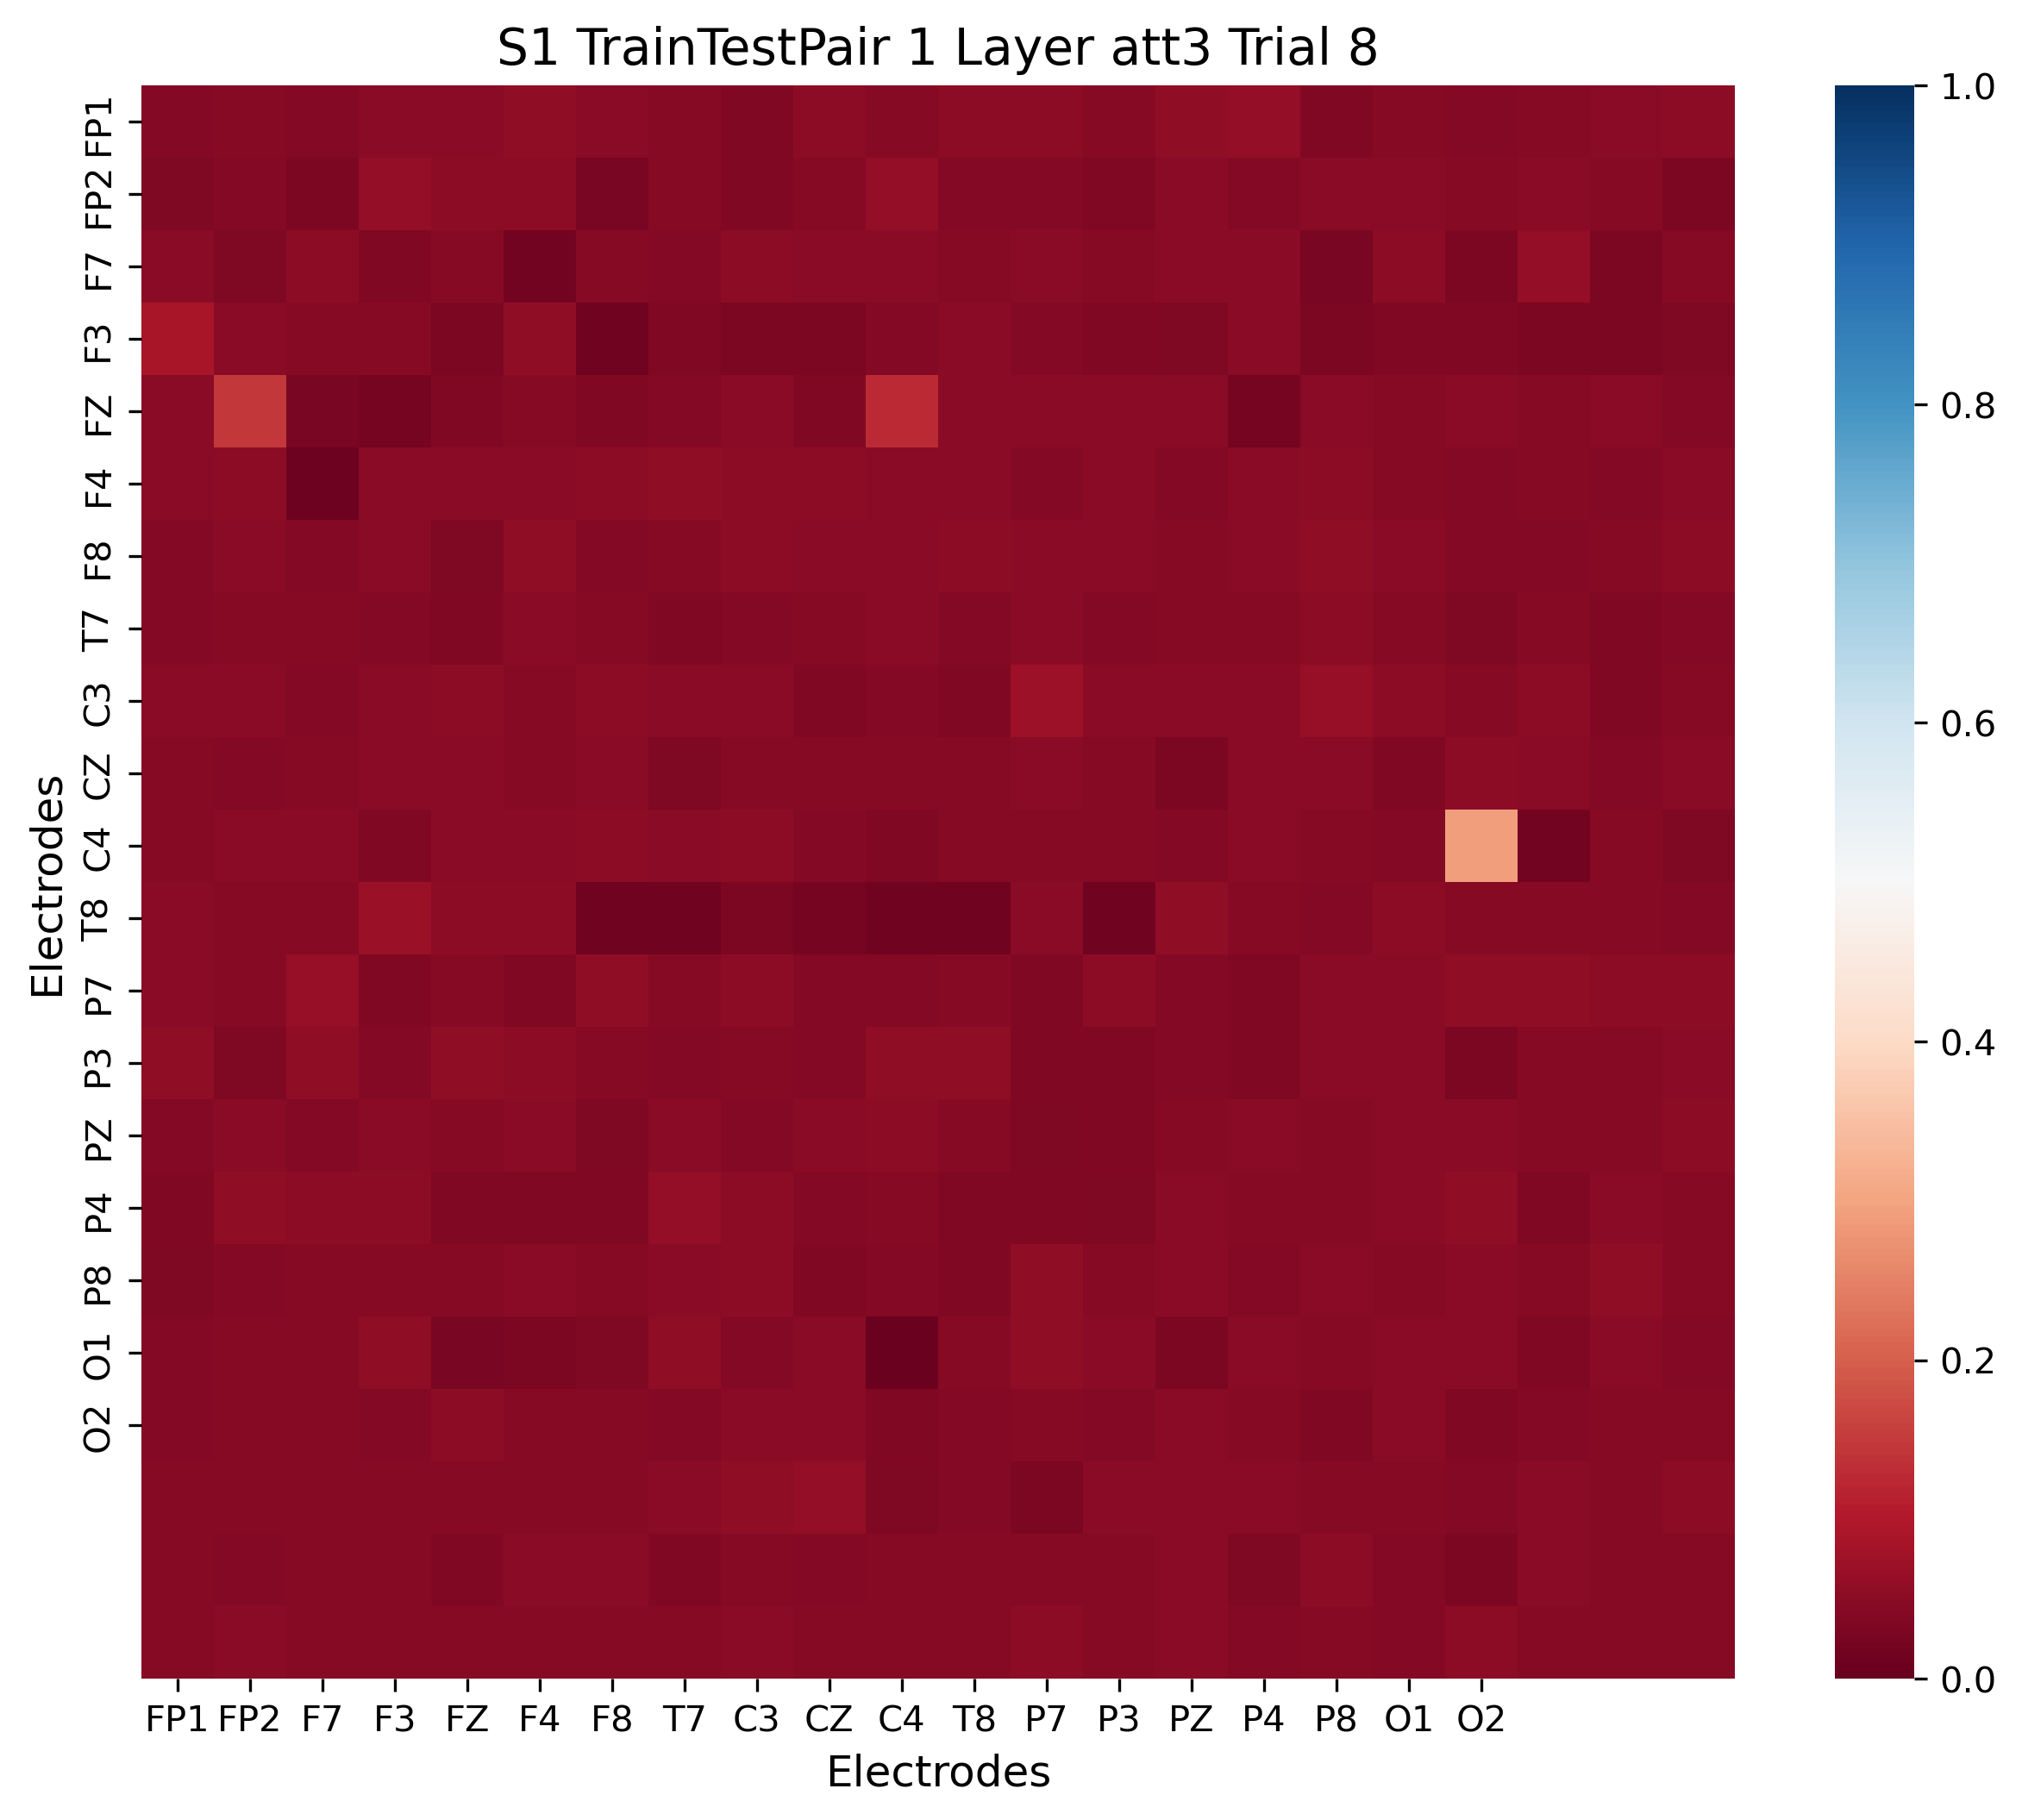 S1 TrainTestPair 1 Layer att3 Trial 8
Electrodes
FP1
FP2
F7
F3
FZ
F4
F8
T7
C3
CZ
C4
T8
P7
P3
PZ
P4
P8
O1
O2
FP1 FP2 F7 F3 FZ F4 F8 T7 C3 CZ C4 T8 P7 P3 PZ P4 P8 O1 O2
Electrodes
1.0
0.8
0.6
0.4
0.2
0.0